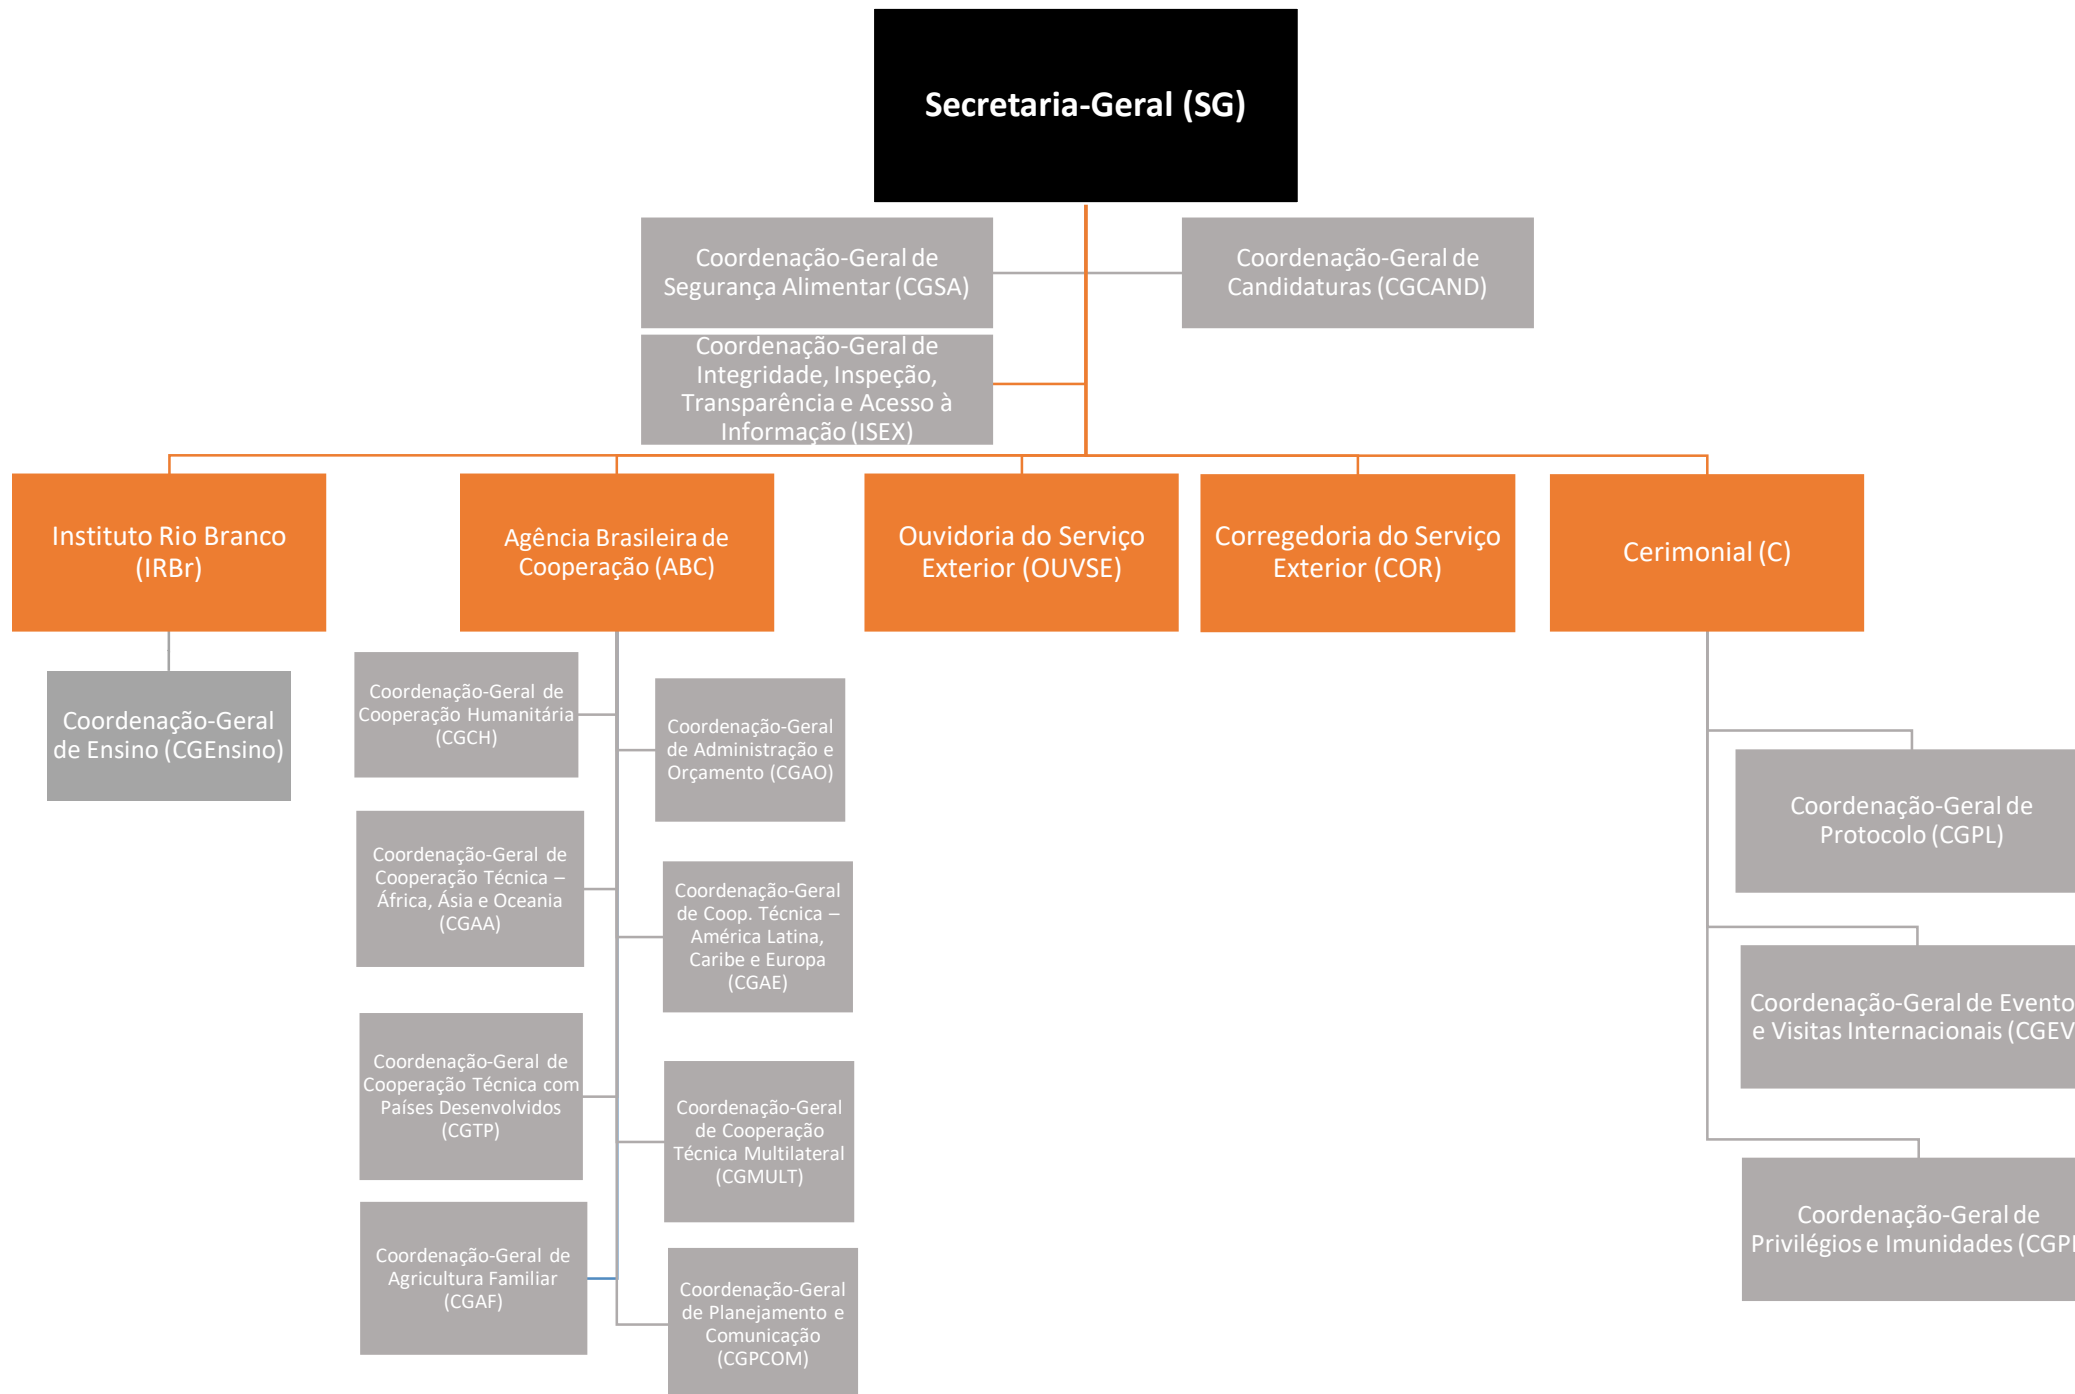 Secretaria-Geral (SG)
Coordenação-Geral de
Segurança Alimentar (CGSA)
Coordenação-Geral de
Candidaturas (CGCAND)
Coordenação-Geral de
Integridade, Inspeção,
Transparência e Acesso à
Informação (ISEX)
Instituto Rio Branco
(IRBr)
Agência Brasileira de
Cooperação (ABC)
Ouvidoria do Serviço
Exterior (OUVSE)
Corregedoria do Serviço
Exterior (COR)
Cerimonial (C)
Coordenação-Geral
de Ensino (CGEnsino)
Coordenação-Geral de
Cooperação Humanitária
(CGCH)
Coordenação-Geral
de Administração e
Orçamento (CGAO)
Coordenação-Geral de
Cooperação Técnica –
África, Ásia e Oceania
(CGAA)
Coordenação-Geral
de Coop. Técnica –
América Latina,
Caribe e Europa
(CGAE)
Coordenação-Geral de
Cooperação Técnica com
Países Desenvolvidos
(CGTP)
Coordenação-Geral
de Cooperação
Técnica Multilateral
(CGMULT)
Coordenação-Geral de
Agricultura Familiar
(CGAF)
Coordenação-Geral
de Planejamento e
Comunicação
(CGPCOM)
Coordenação-Geral de
Protocolo (CGPL)
Coordenação-Geral de Evento
e Visitas Internacionais (CGEV
Coordenação-Geral de
Privilégios e Imunidades (CGP